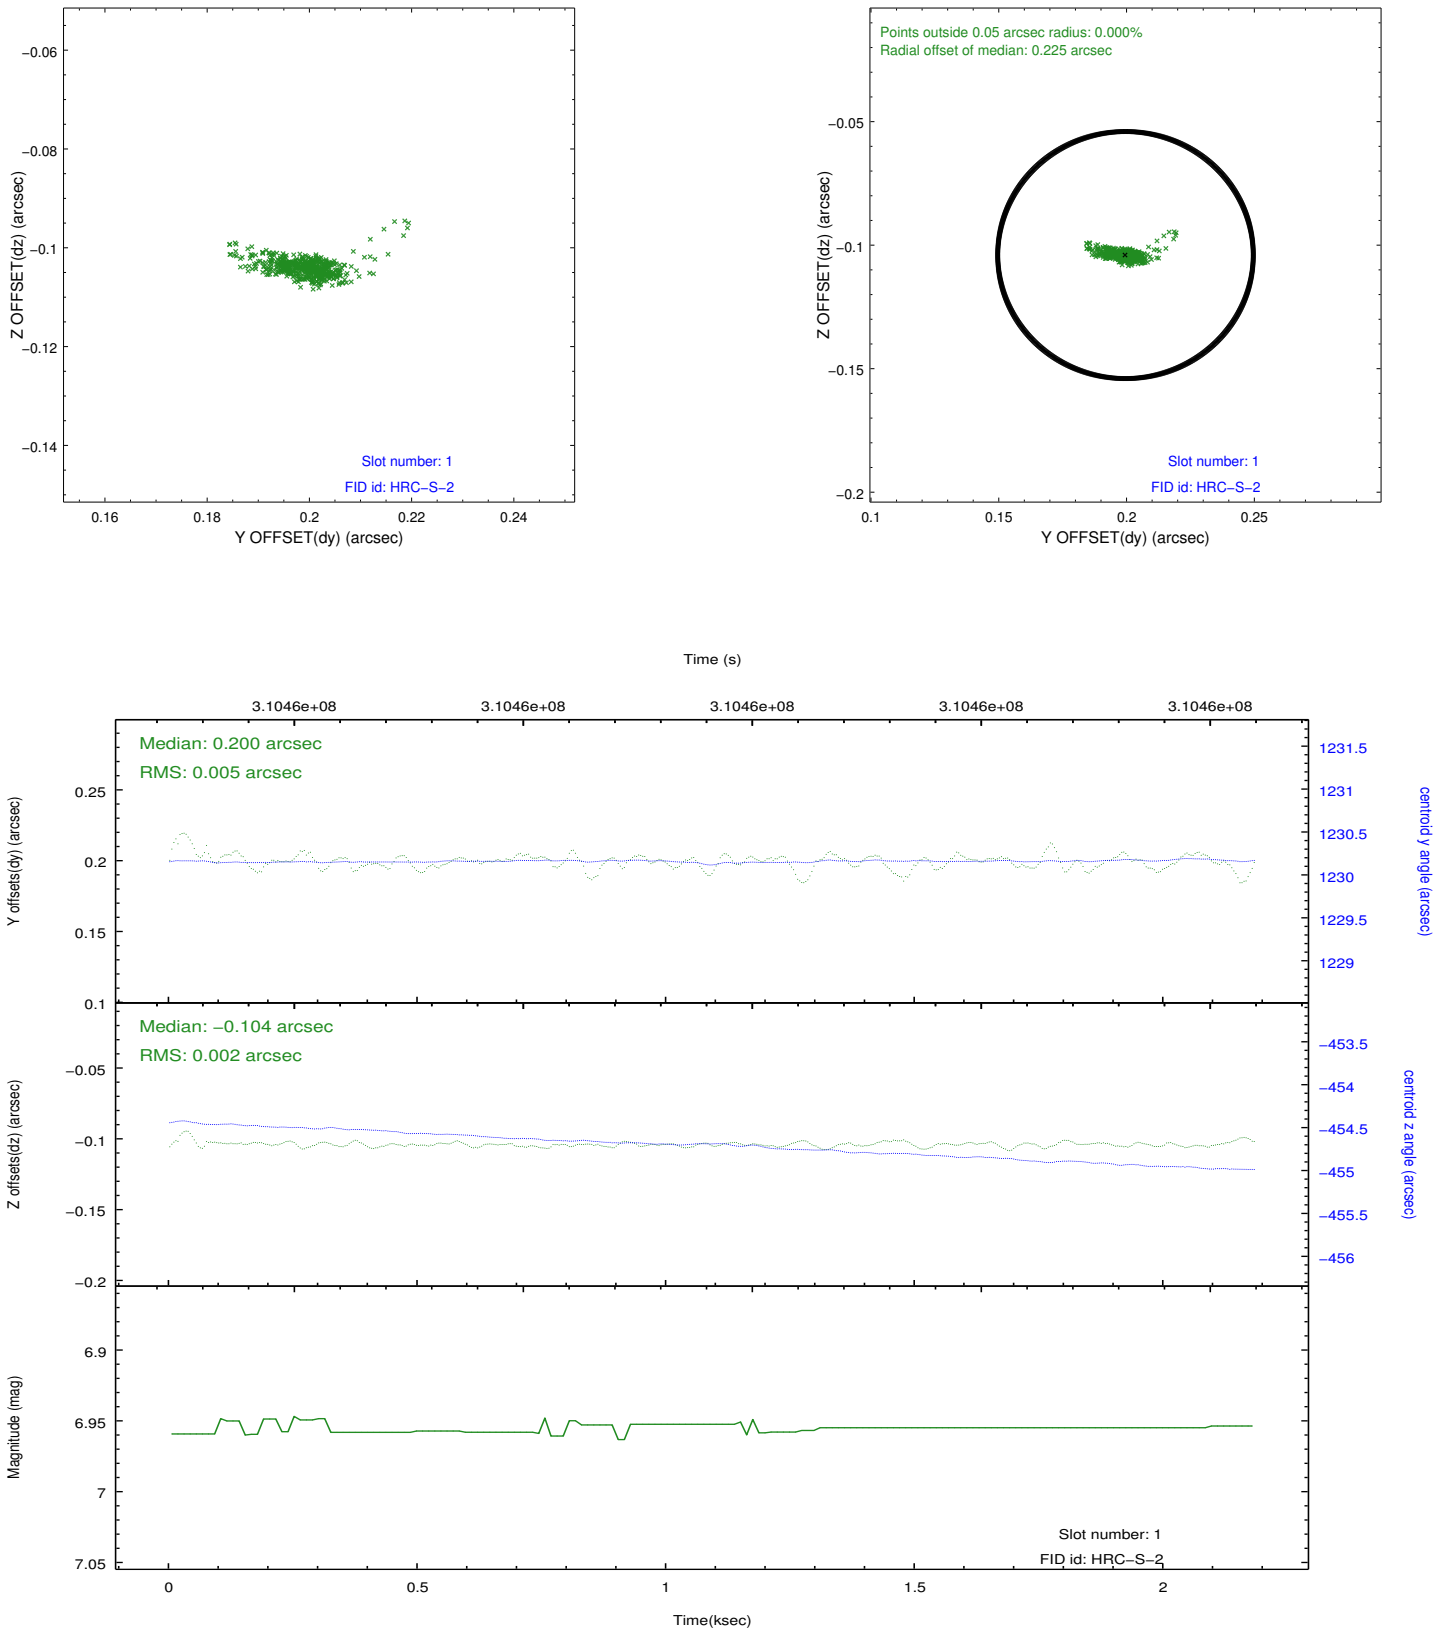 −0.06
−0.08
−0.1
−0.12
−0.14
Z OFFSET(dz) (arcsec)
Slot number: 1
FID id: HRC−S−2
0.16 0.18 0.2 0.22 0.24
Y OFFSET(dy) (arcsec)
Points outside 0.05 arcsec radius: 0.000%
Radial offset of median: 0.225 arcsec
−0.05
−0.1
−0.15
−0.2
Z OFFSET(dz) (arcsec)
Slot number: 1
FID id: HRC−S−2
0.1 0.15 0.2 0.25
Y OFFSET(dy) (arcsec)
Time (s)
3.1046e+08 3.1046e+08 3.1046e+08 3.1046e+08 3.1046e+08
Median: 0.200 arcsec
RMS: 0.005 arcsec
0.25
0.2
0.15
0.1
Y offsets(dy) (arcsec)
1231.5
1231
1230.5
1230
1229.5
1229
centroid y angle (arcsec)
Median: −0.104 arcsec
RMS: 0.002 arcsec
−0.05
−0.1
−0.15
−0.2
Z offsets(dz) (arcsec)
−453.5
−454
−454.5
−455
−455.5
−456
centroid z angle (arcsec)
6.9
6.95
7
7.05
Magnitude (mag)
Slot number: 1
FID id: HRC−S−2
0 0.5 1 1.5 2
Time(ksec)